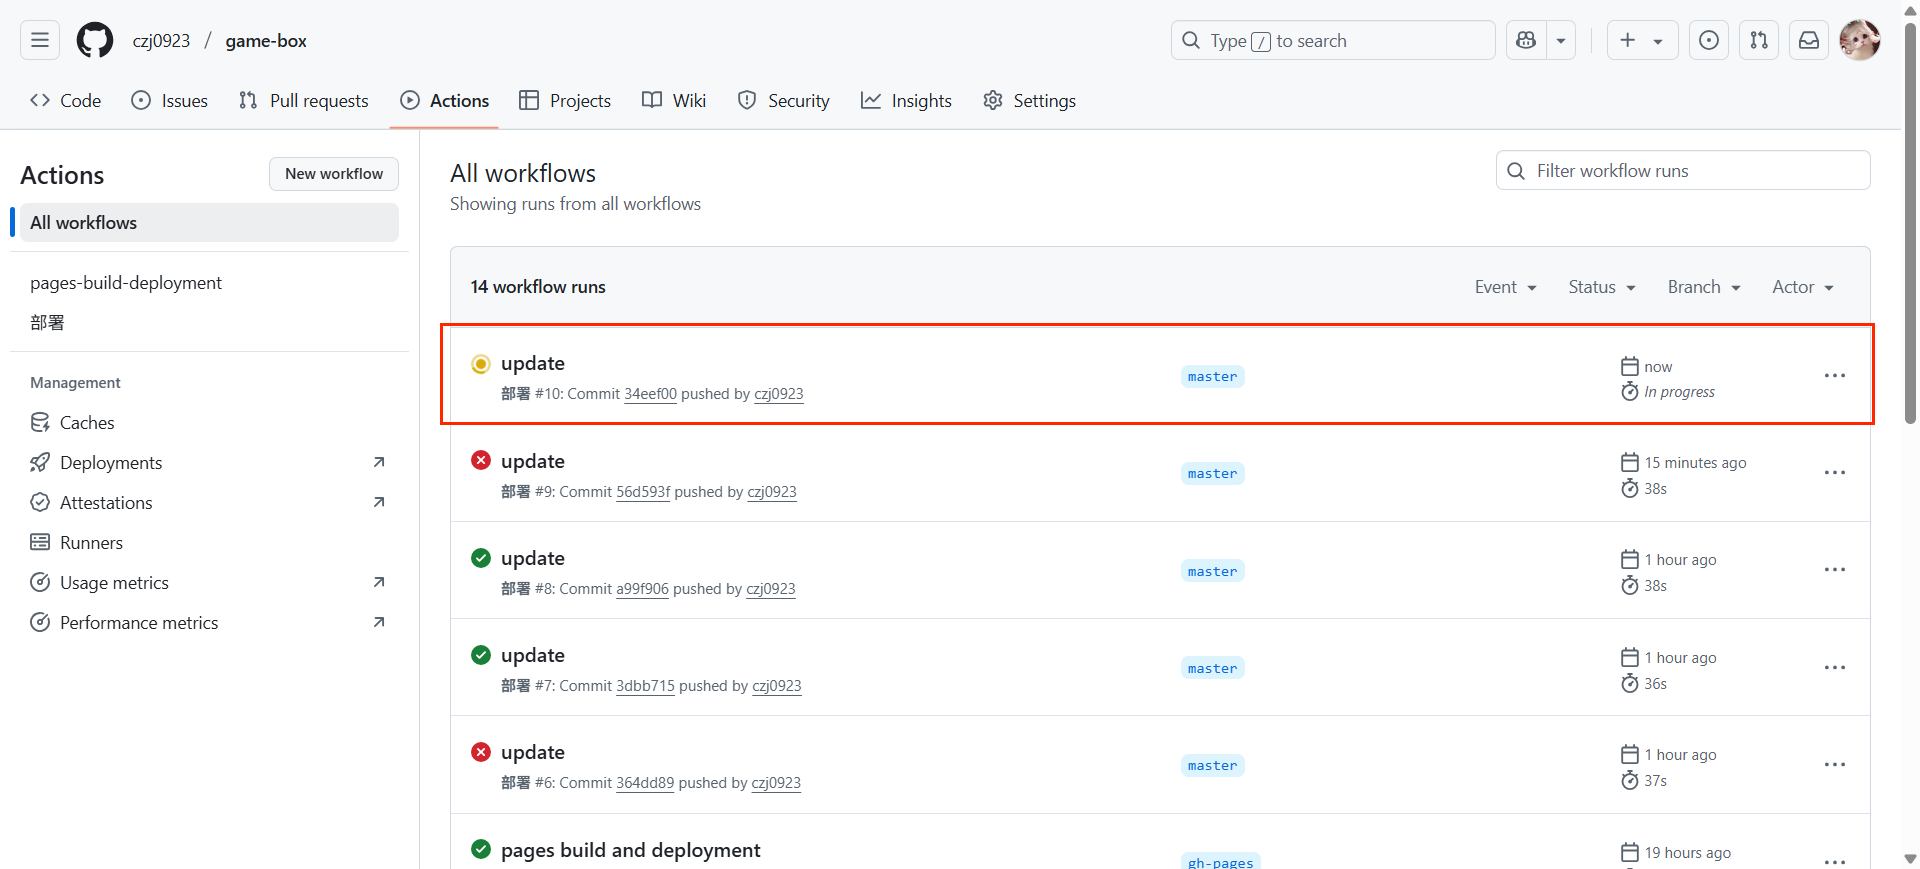 czj0923 / game-box
Type / to search
Code
Issues
Pull requests
Actions
Projects
Wiki
Security
Insights
Settings
Actions
New workflow
All workflows
pages-build-deployment
部署
Management
Caches
Deployments
Attestations
Runners
Usage metrics
Performance metrics
All workflows
Showing runs from all workflows
Filter workflow runs
14 workflow runs
Event
Status
Branch
Actor
update
部署 #10: Commit 34eef00 pushed by czj0923
master
now
In progress
update
部署 #9: Commit 56d593f pushed by czj0923
master
15 minutes ago
38s
update
部署 #8: Commit a99f906 pushed by czj0923
master
1 hour ago
38s
update
部署 #7: Commit 3dbb715 pushed by czj0923
master
1 hour ago
36s
update
部署 #6: Commit 364dd89 pushed by czj0923
master
1 hour ago
37s
pages build and deployment
gh-pages
19 hours ago